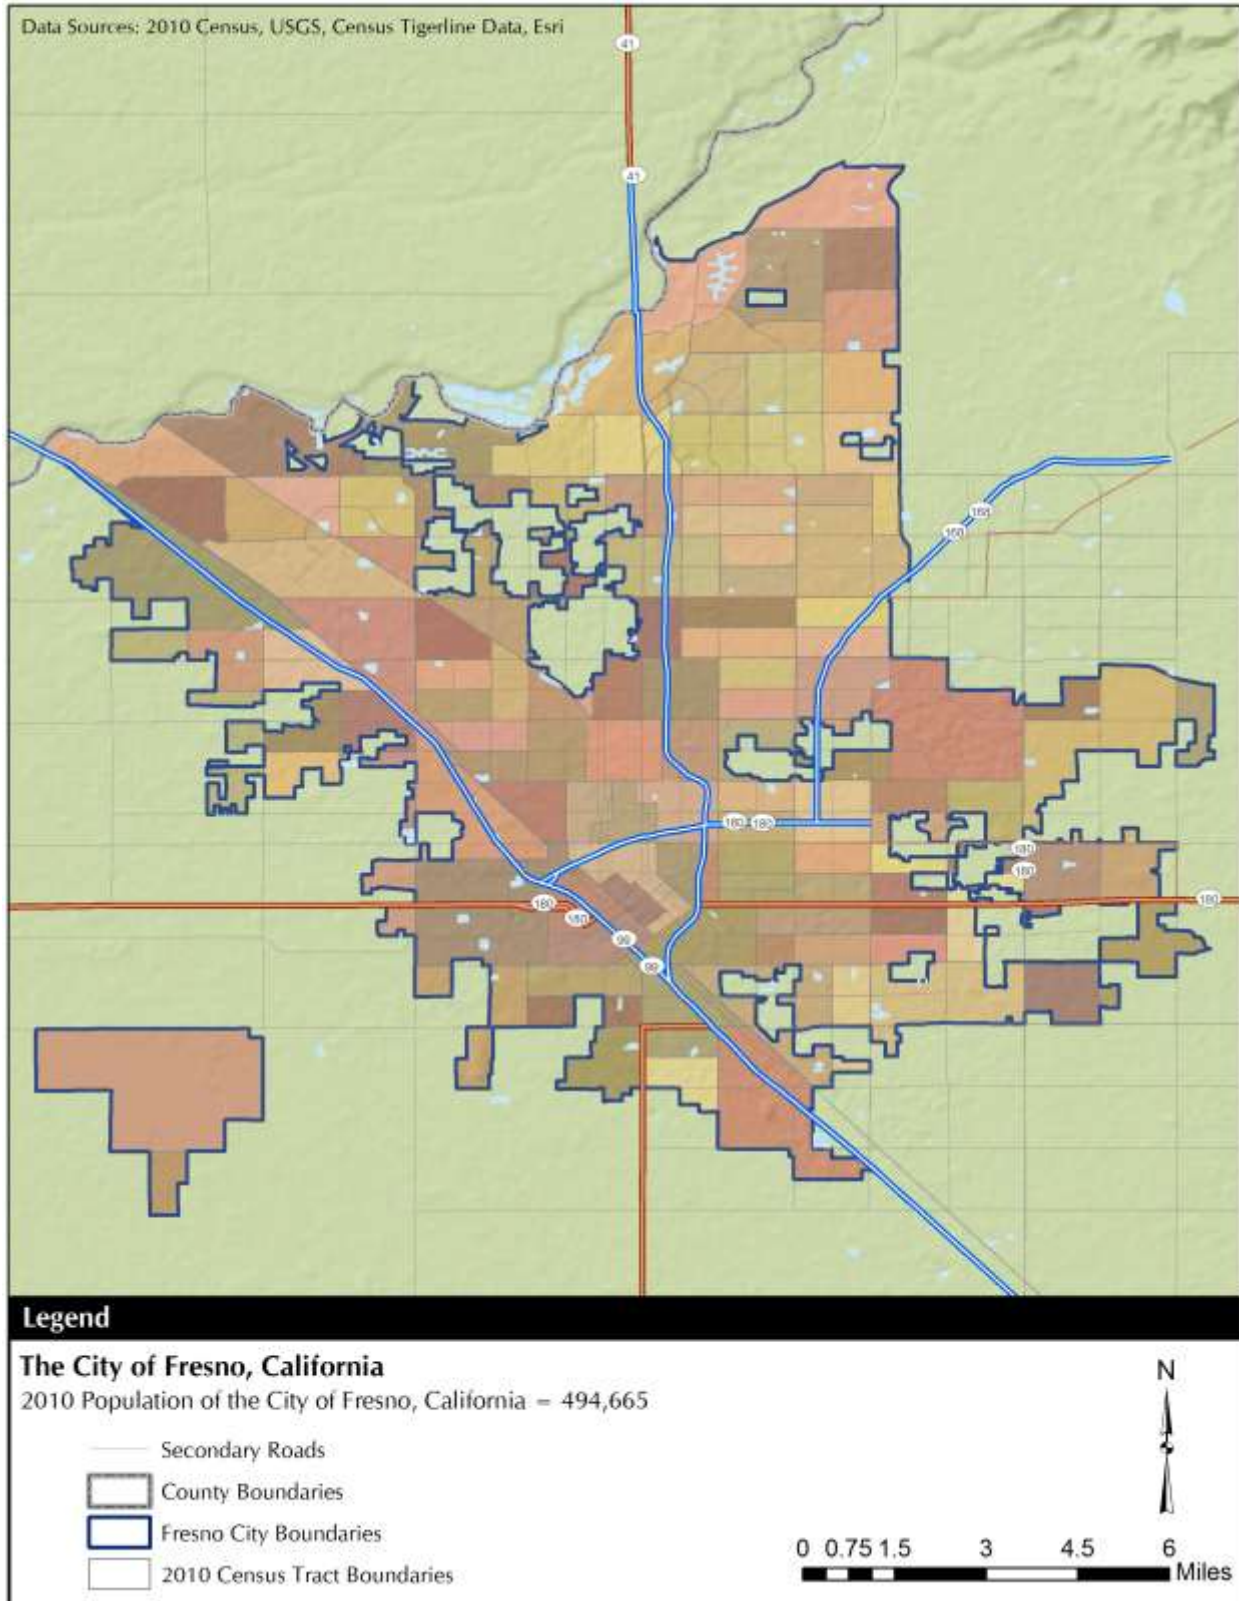 Data Sources: 2010 Census, USGS, Census Tigerline Data, Esri
41
41
168
168
180 180
180
180
180
180
180
99
99
Legend
The City of Fresno, California
2010 Population of the City of Fresno, California = 494,665
N
Secondary Roads
County Boundaries
Fresno City Boundaries
2010 Census Tract Boundaries
0 0.75 1.5 3 4.5 6
Miles